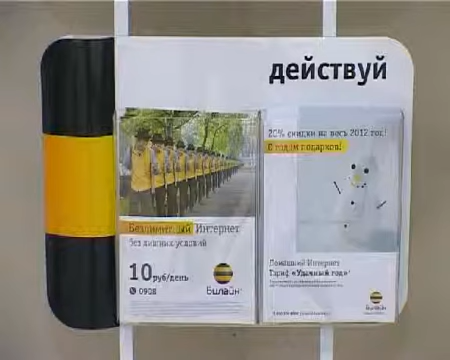 действуй
Безлимитный Интернет
без лишних условий
10 руб/день
0908
Билайн
20% скидки на весь 2012 год!
С годом подарков!
Домашний Интернет
Тариф «Удачный год»
Билайн